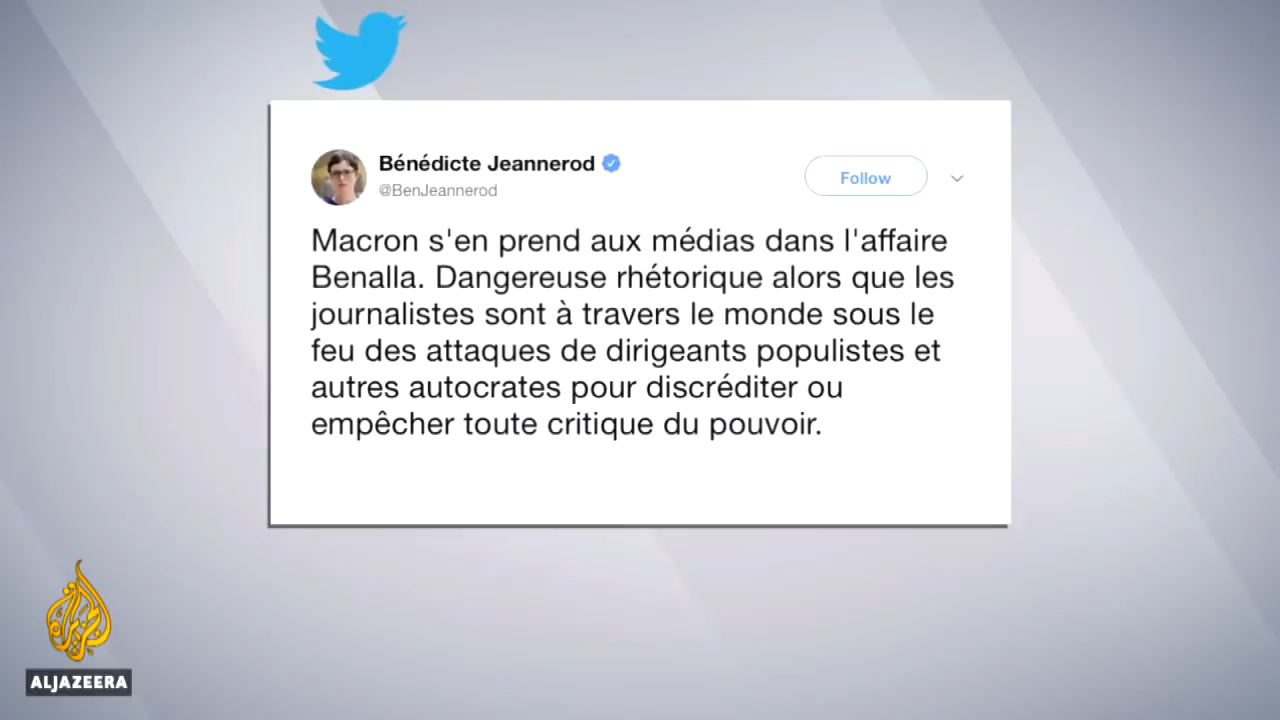 Bénédicte Jeannerod
@BenJeannerod
Follow
Macron s'en prend aux médias dans l'affaire
Benalla. Dangereuse rhétorique alors que les
journalistes sont à travers le monde sous le
feu des attaques de dirigeants populistes et
autres autocrates pour discréditer ou
empêcher toute critique du pouvoir.
ALJAZEERA